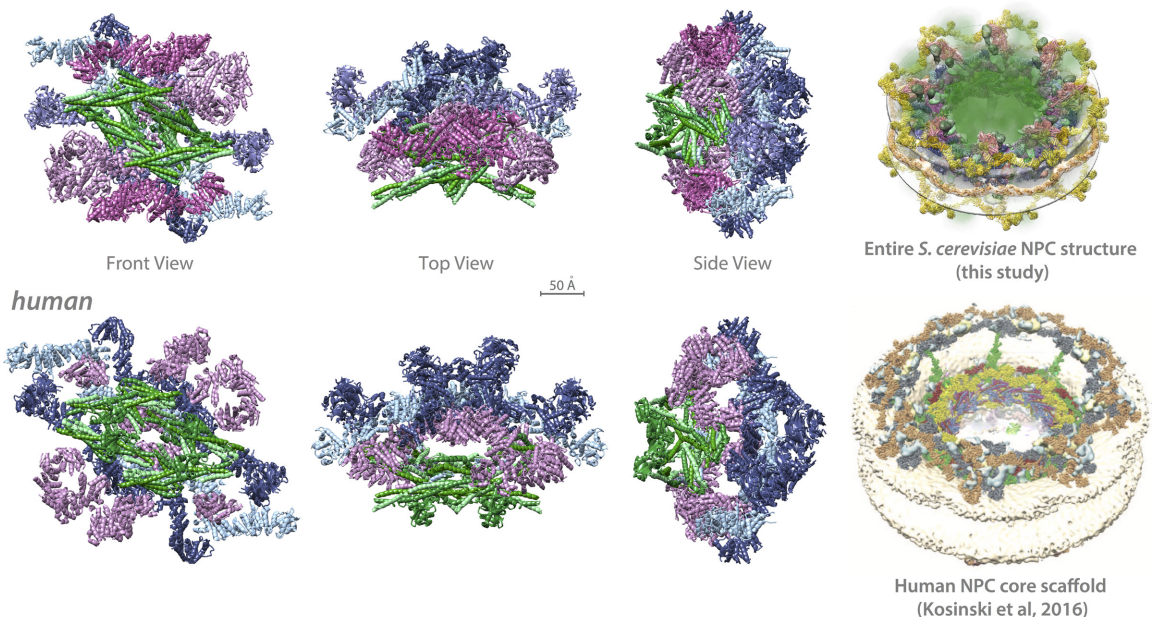 Front View
Top View
Side View
Entire S. cerevisiae NPC structure
(this study)
50 Å
human
Human NPC core scaffold
(Kosinski et al, 2016)